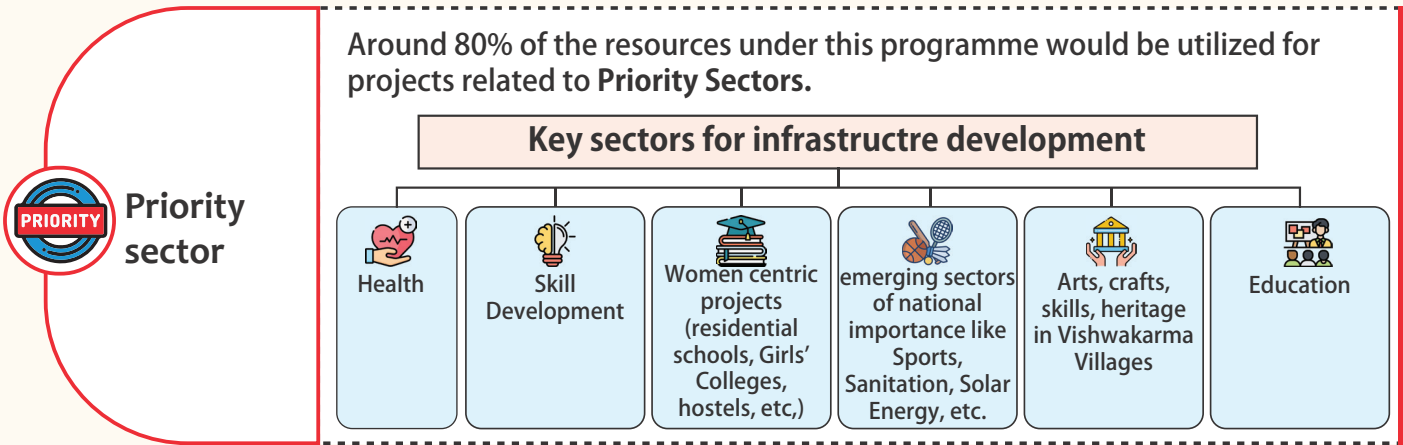 PRIORITY
Priority
sector
Around 80% of the resources under this programme would be utilized for
projects related to Priority Sectors.
Key sectors for infrastructre development
Health
Skill
Development
Women centric
projects
(residential
schools, Girls’
Colleges,
hostels, etc,)
emerging sectors
of national
importance like
Sports,
Sanitation, Solar
Energy, etc.
Arts, crafts,
skills, heritage
in Vishwakarma
Villages
Education